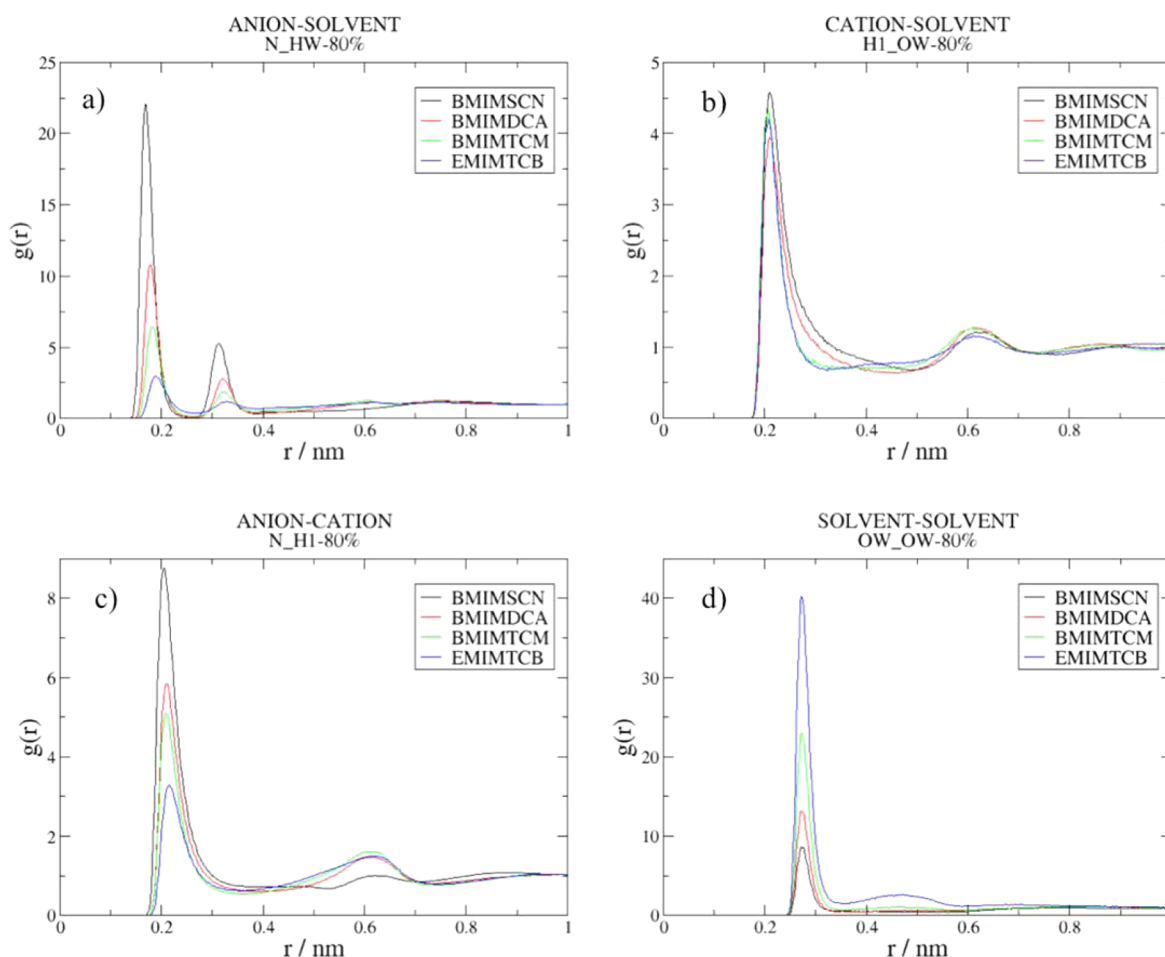 ANION-SOLVENT
N_HW-80%
a)
BMIMSCN
BMIMDCA
BMIMTCM
EMIMTCB
25
20
15
10
5
0
g(r)
0 0.2 0.4 0.6 0.8 1
r / nm
CATION-SOLVENT
H1_OW-80%
b)
BMIMSCN
BMIMDCA
BMIMTCM
EMIMTCB
5
4
3
2
1
0
g(r)
0 0.2 0.4 0.6 0.8
r / nm
ANION-CATION
N_H1-80%
c)
BMIMSCN
BMIMDCA
BMIMTCM
EMIMTCB
8
6
4
2
0
g(r)
0 0.2 0.4 0.6 0.8 1
r / nm
SOLVENT-SOLVENT
OW_OW-80%
d)
BMIMSCN
BMIMDCA
BMIMTCM
EMIMTCB
40
30
20
10
0
g(r)
0 0.2 0.4 0.6 0.8
r / nm